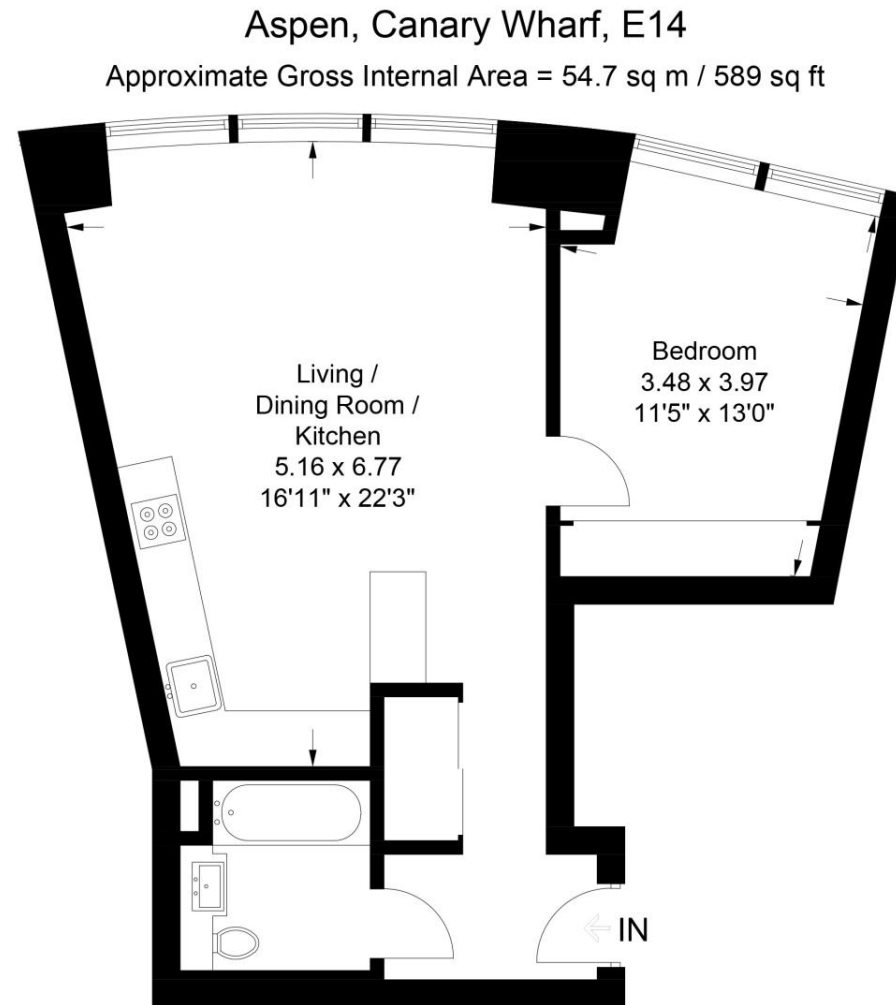 Aspen, Canary Wharf, E14
Approximate Gross Internal Area = 54.7 sq m / 589 sq ft
Living /
Dining Room /
Kitchen
5.16 x 6.77
16'11" x 22'3"
Bedroom
3.48 x 3.97
11'5" x 13'0"
IN